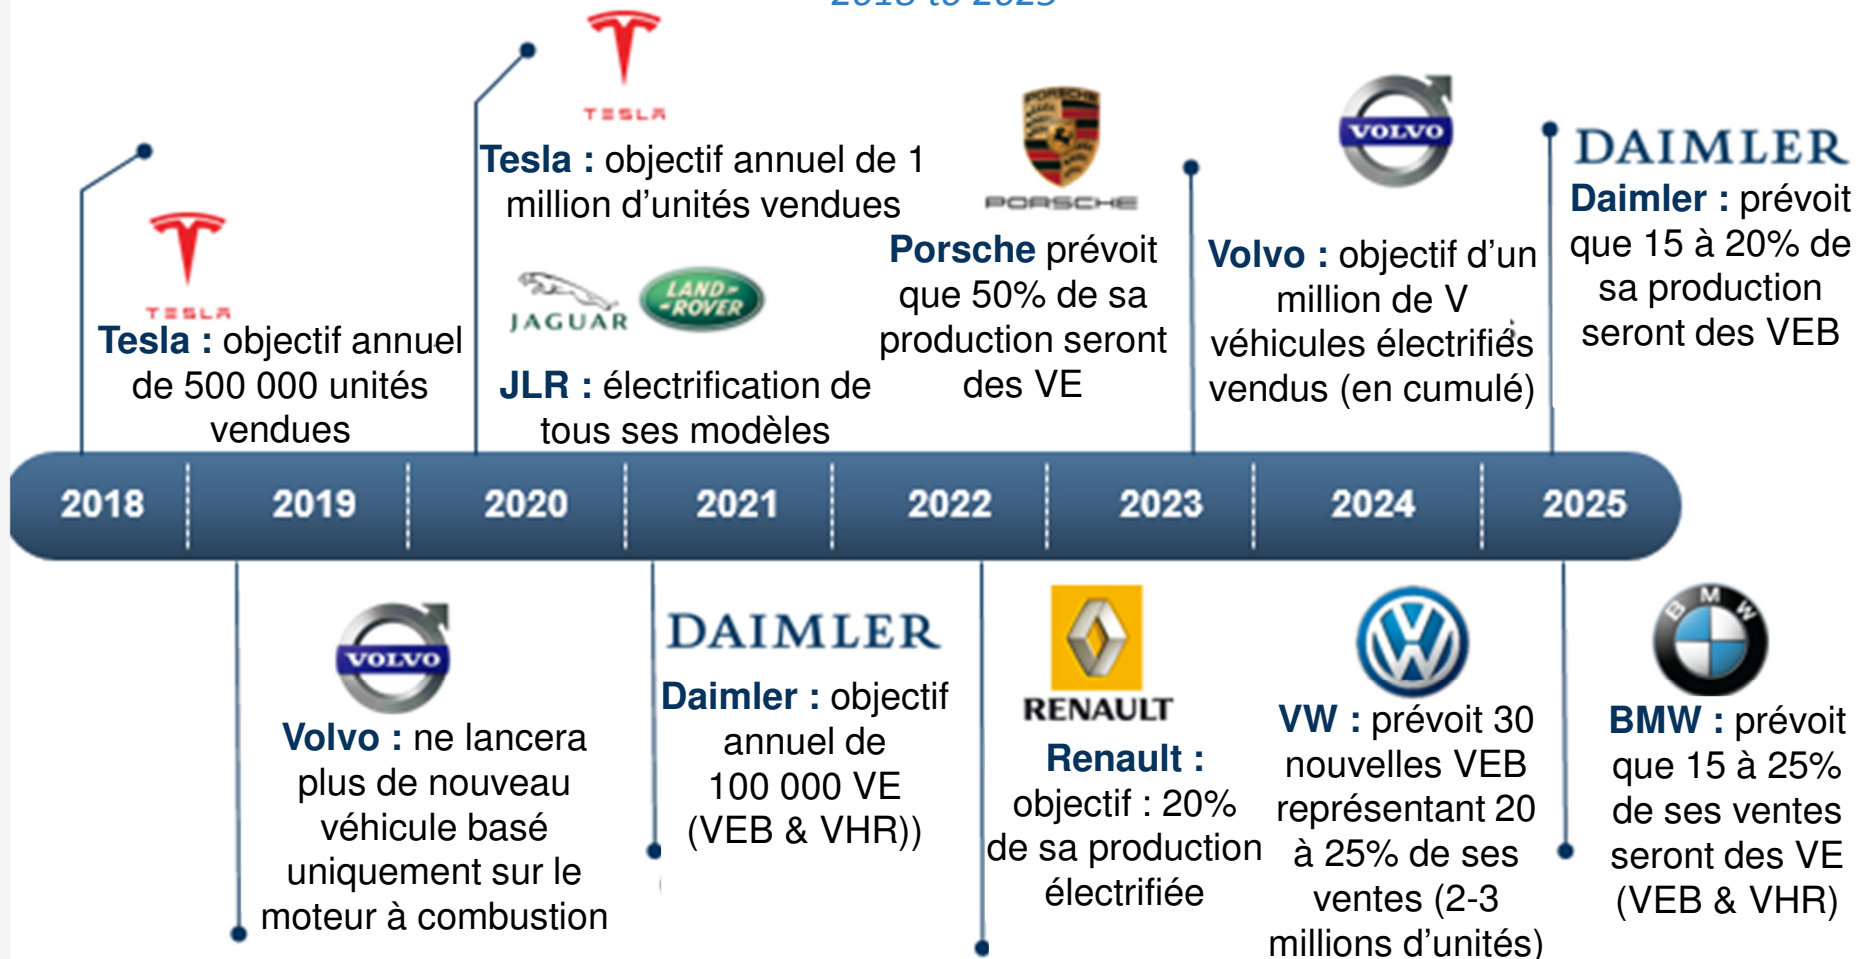 2018 to 2025
TESLA
Tesla : objectif annuel
de 500 000 unités
vendues
TESLA
Tesla : objectif annuel de 1
million d'unités vendues
JAGUAR
LAND-
-ROVER
JLR : électrification de
tous ses modèles
PORSCHE
PORSCHE
Porsche prévoit
que 50% de sa
production seront
des VE
VOLVO
Volvo : objectif d'un
million de V
véhicules électrifiés
vendus (en cumulé)
DAIMLER
Daimler : prévoit
que 15 à 20% de
sa production
seront des VEB
2018 2019 2020 2021 2022 2023 2024 2025
VOLVO
Volvo : ne lancera
plus de nouveau
véhicule basé
uniquement sur le
moteur à combustion
DAIMLER
Daimler : objectif
annuel de
100 000 VE
(VEB & VHR))
RENAULT
Renault :
objectif : 20%
de sa production
électrifiée
VW : prévoit 30
nouvelles VEB
représentant 20
à 25% de ses
ventes (2-3
millions d'unités)
BMW
BMW : prévoit
que 15 à 25%
de ses ventes
seront des VE
(VEB & VHR)